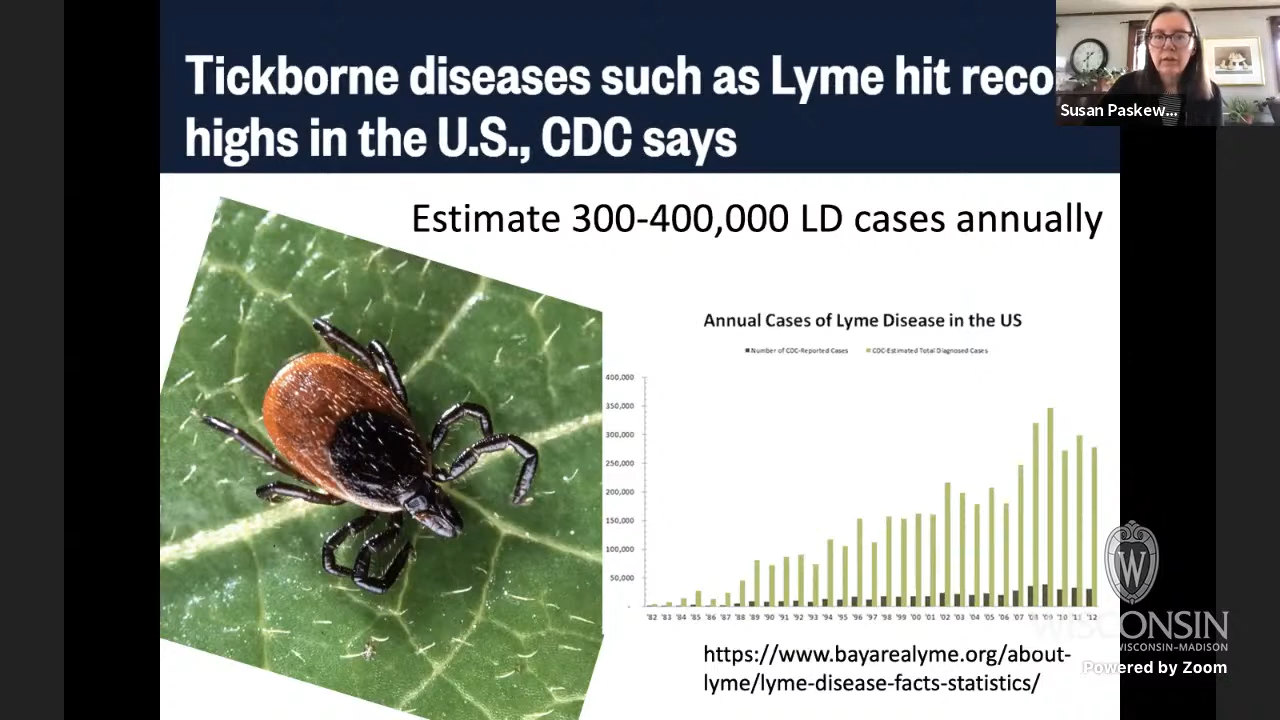 Tickborne diseases such as Lyme hit reco
highs in the U.S., CDC says
Susan Paskew...
Estimate 300-400,000 LD cases annually
Annual Cases of Lyme Disease in the US
Number of CDC-Reported Cases CDC-Estimated Total Diagnosed Cases
400,000
350,000
300,000
250,000
200,000
150,000
100,000
50,000
-
'82 '83 '84 '85 '86 '87 '88 '89 '90 '91 '92 '93 '94 '95 '96 '97 '98 '99 '00 '01 '02 '03 '04 '05 '06 '07 '08 '09 '10 '11 '12
https://www.bayarealyme.org/about-
lyme/lyme-disease-facts-statistics/
W
WISCONSIN
WISCONSIN-MADISON
Powered by Zoom